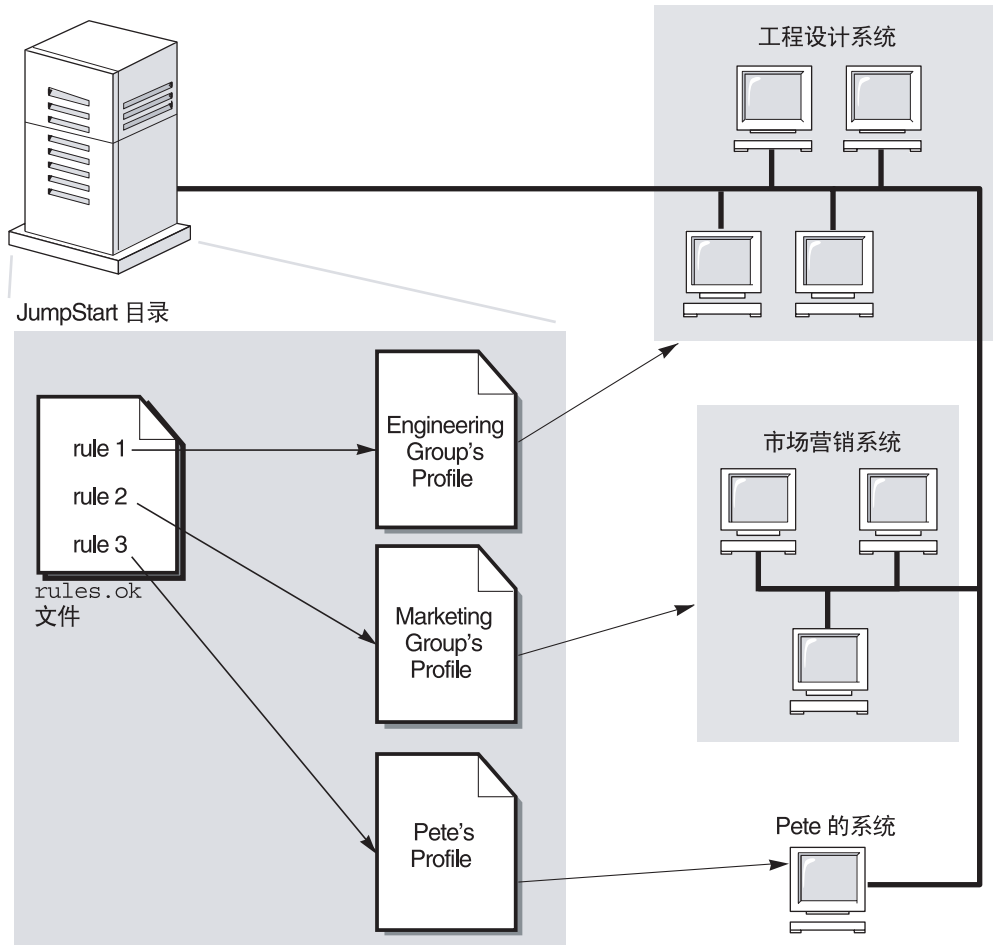 工程设计系统
JumpStart 目录
rule 1
rule 2
rule 3
rules.ok
文件
Engineering
Group's
Profile
Marketing
Group's
Profile
Pete's
Profile
市场营销系统
Pete 的系统